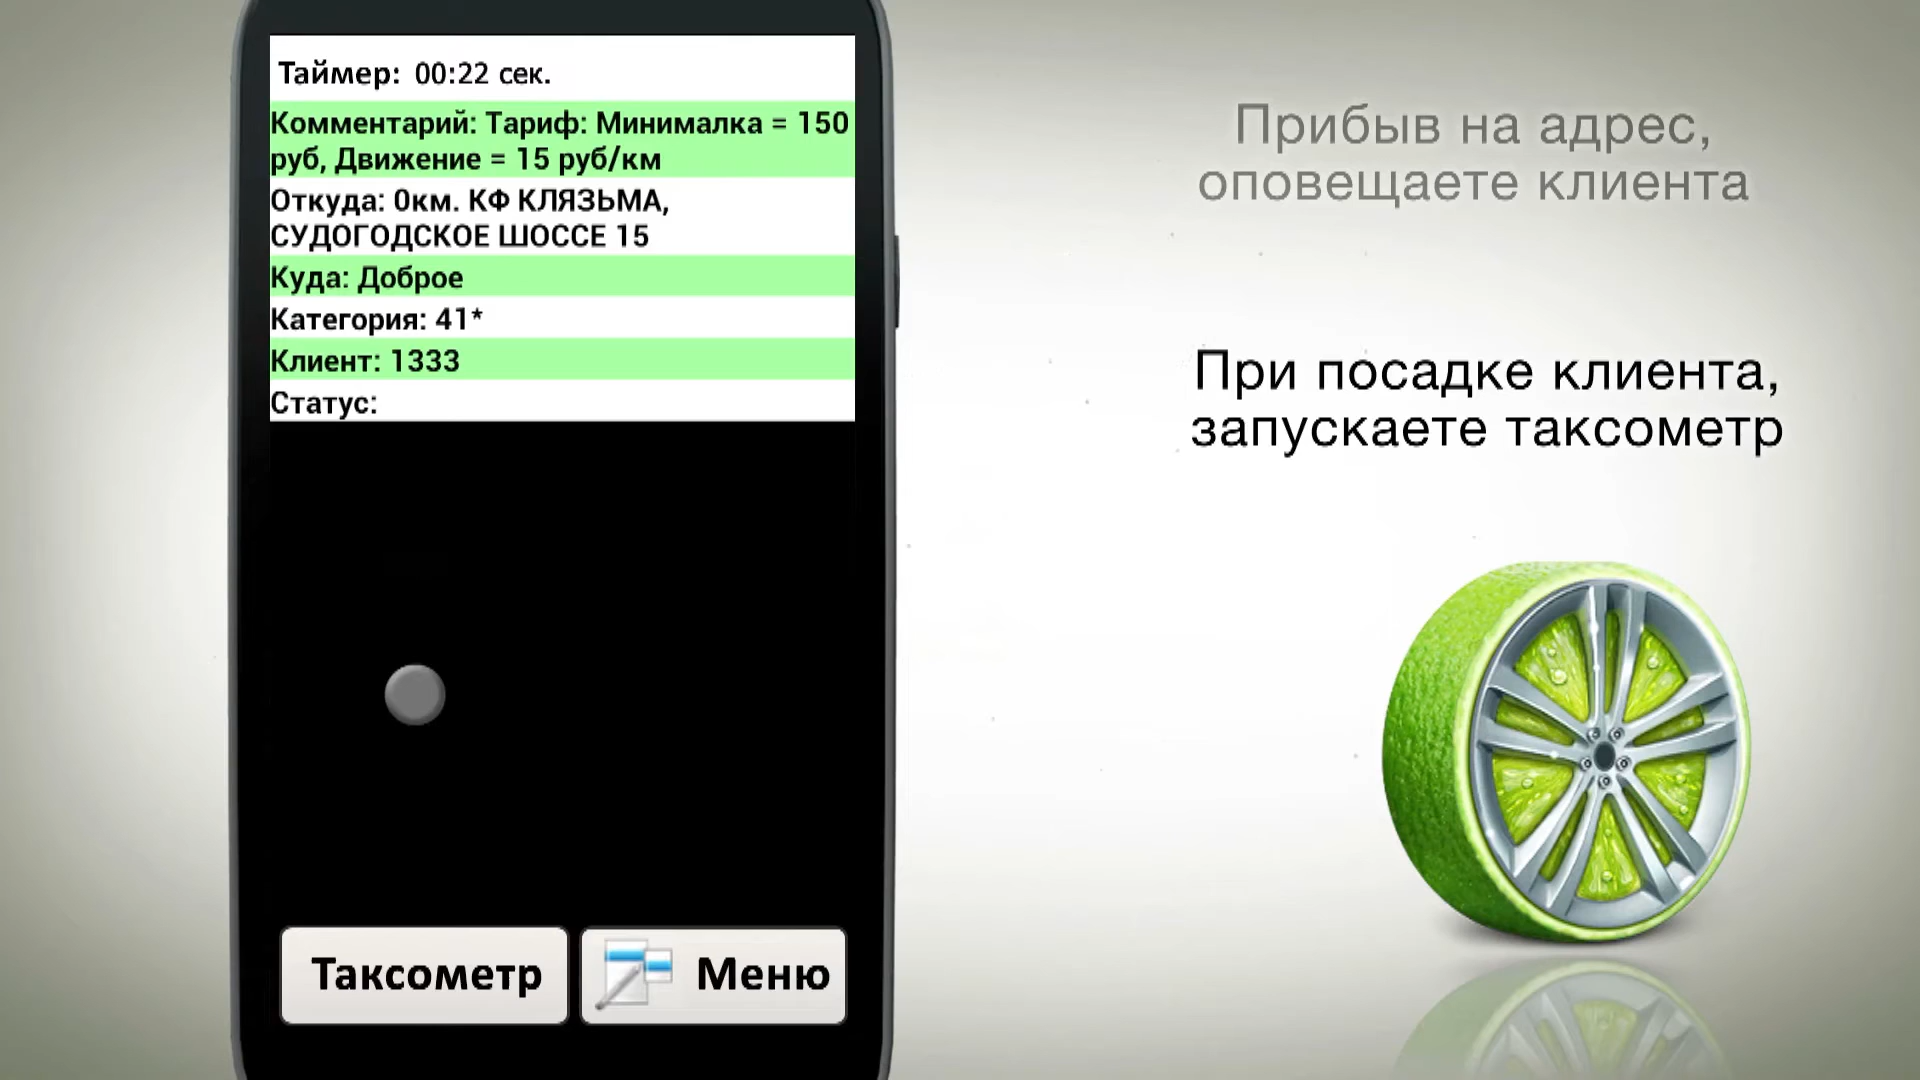 Таймер: 00:22 сек.
Комментарий: Тариф: Минималка = 150
руб, Движение = 15 руб/км
Откуда: 0км. КФ КЛЯЗЬМА,
СУДОГОДСКОЕ ШОССЕ 15
Куда: Доброе
Категория: 41*
Клиент: 1333
Статус:
Таксометр
Меню
Прибыв на адрес,
оповещаете клиента
При посадке клиента,
запускаете таксометр